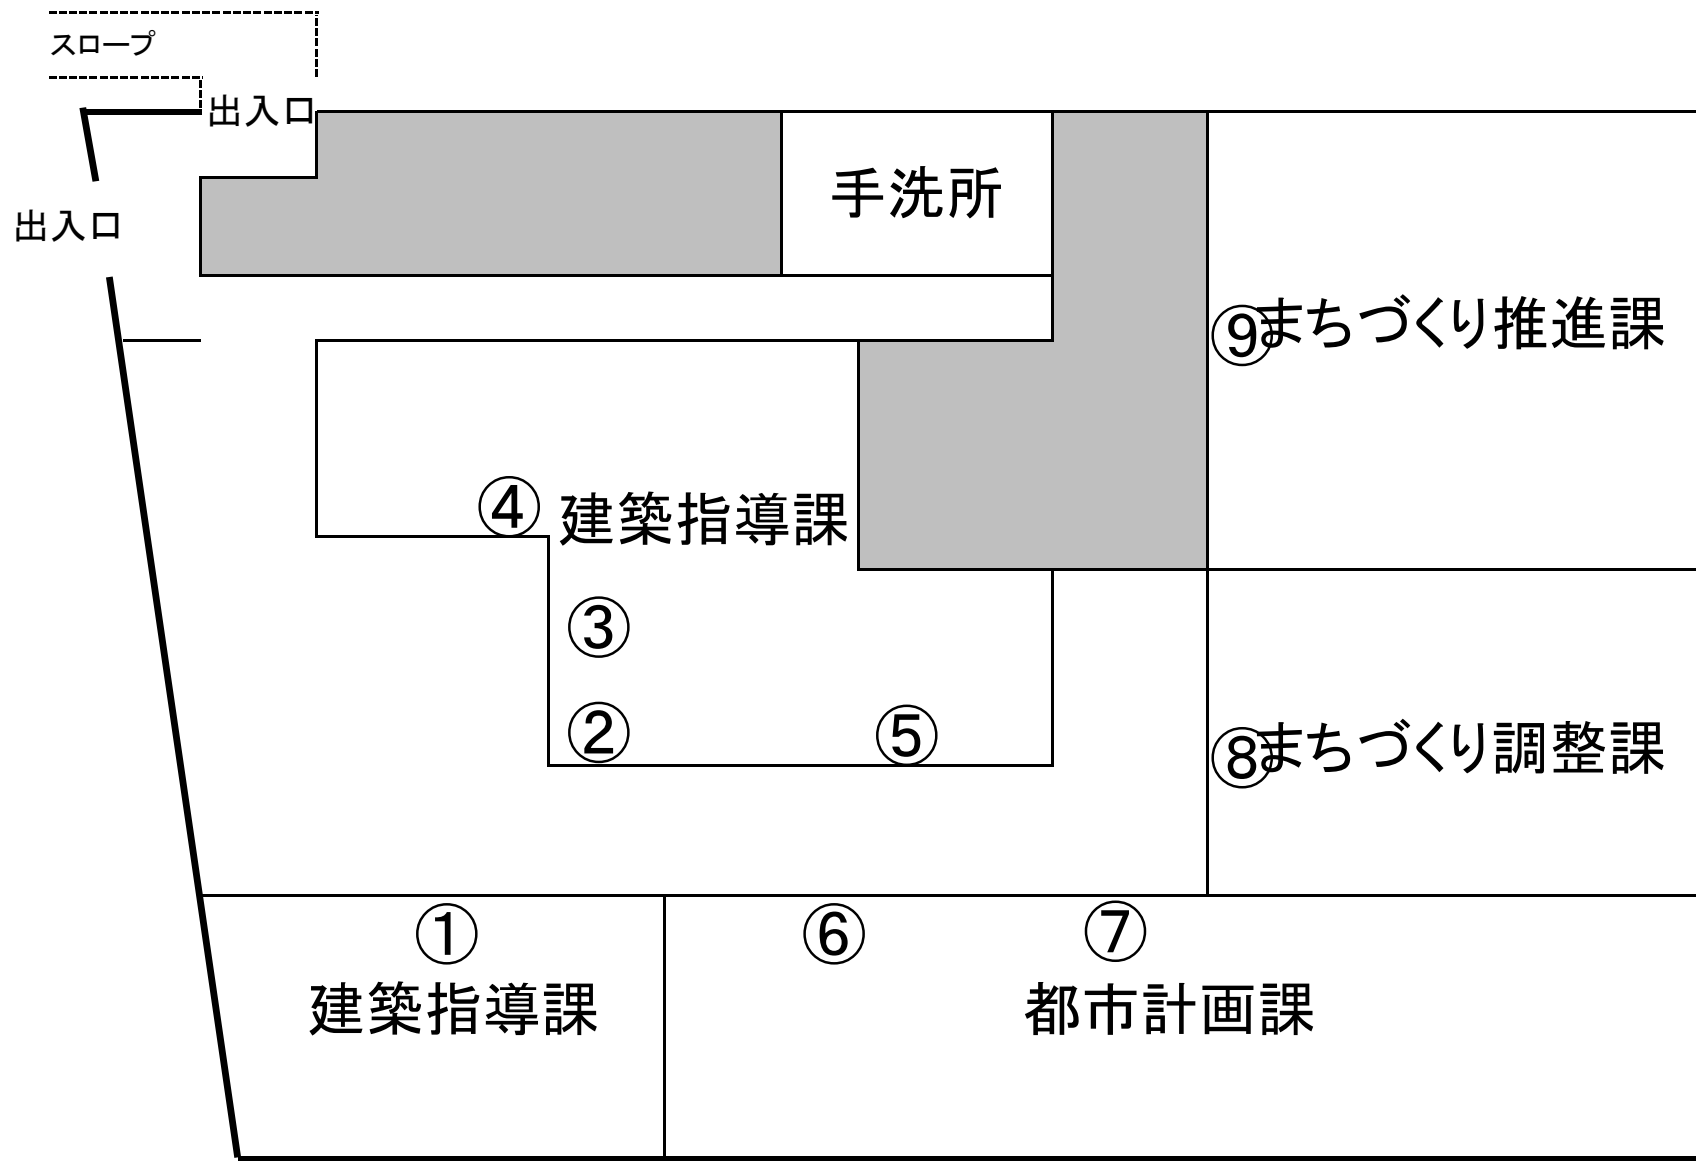 スロープ
出入口
出入口
手洗所
⑨まちづくり推進課
④建築指導課
③
②
⑤
⑧まちづくり調整課
①
⑥
⑦
建築指導課
都市計画課